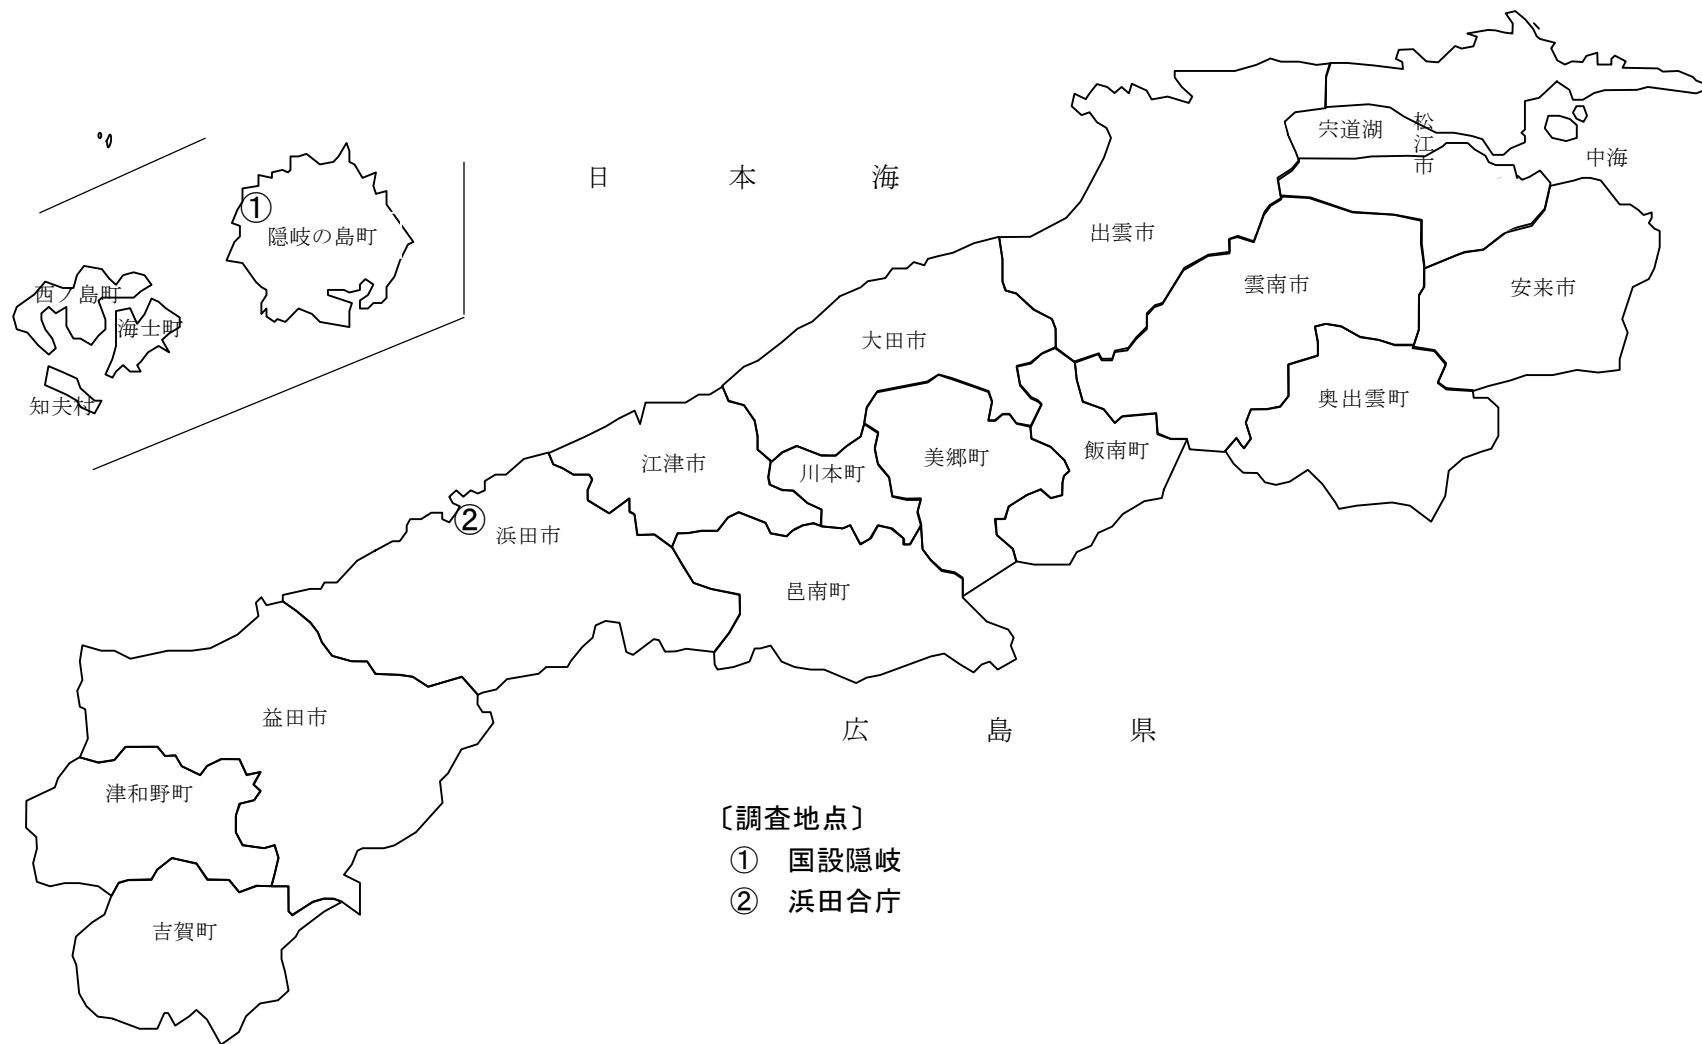 宍道湖
松江市
中海
日本海
①
隠岐の島町
出雲市
雲南市
安来市
西ノ島町
海士町
大田市
知夫村
奥出雲町
江津市
川本町
美郷町
飯南町
②
浜田市
邑南町
益田市
広島県
津和野町
〔調査地点〕
① 国設隠岐
② 浜田合庁
吉賀町